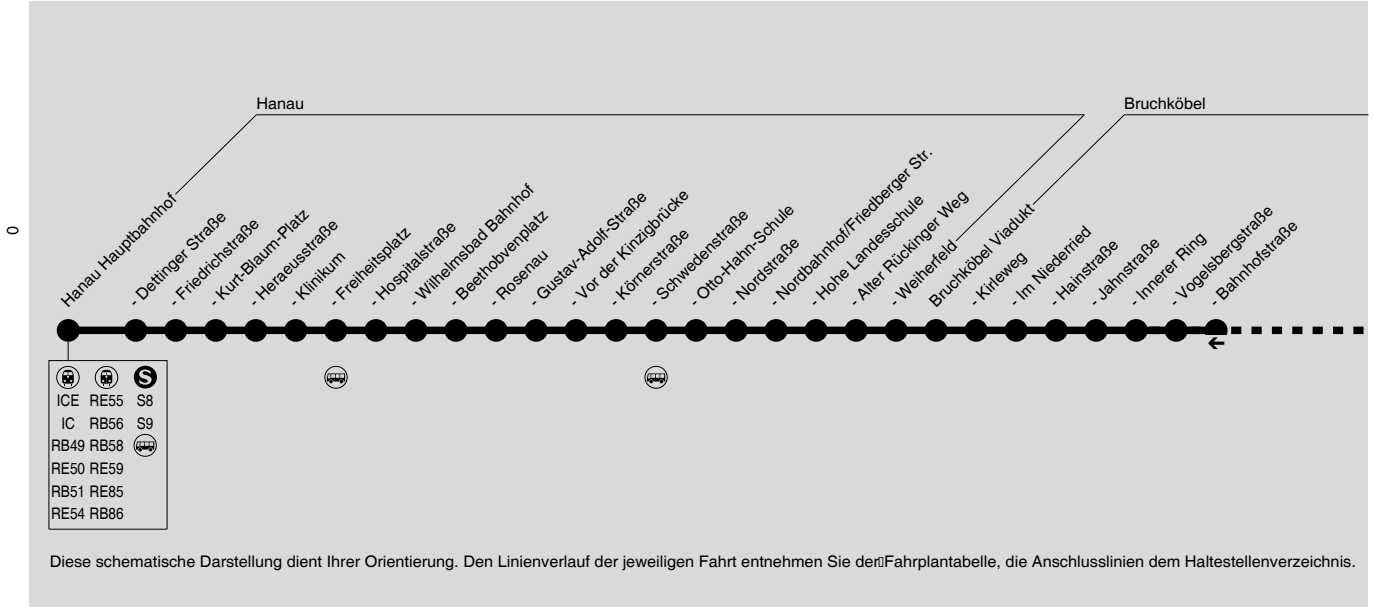 Hanau
Bruchköbel
0
Hanau Hauptbahnhof
- Dettinger Straße
- Friedrichstraße
- Kurt-Blaum-Platz
- Heraeusstraße
- Klinikum
- Freiheitsplatz
- Hospitalstraße
- Wilhelmsbad Bahnhof
- Beethobvenplatz
- Rosenau
- Gustav-Adolf-Straße
- Vor der Kinzigbrücke
- Körnerstraße
- Schwedenstraße
- Otto-Hahn-Schule
- Nordstraße
- Nordbahnhof/Friedberger Str.
- Hohe Landesschule
- Alter Rückinger Weg
- Weiherfeld
Bruchköbel Viadukt
- Kirleweg
- Im Niederried
- Hainstraße
- Jahnstraße
- Innerer Ring
- Vogelsbergstraße
- Bahnhofstraße
S
ICE RE55 S8
IC RB56 S9
RB49 RB58
RE50 RE59
RB51 RE85
RE54 RB86
Diese schematische Darstellung dient Ihrer Orientierung. Den Linienverlauf der jeweiligen Fahrt entnehmen Sie der Fahrplantabelle, die Anschlusslinien dem Haltestellenverzeichnis.